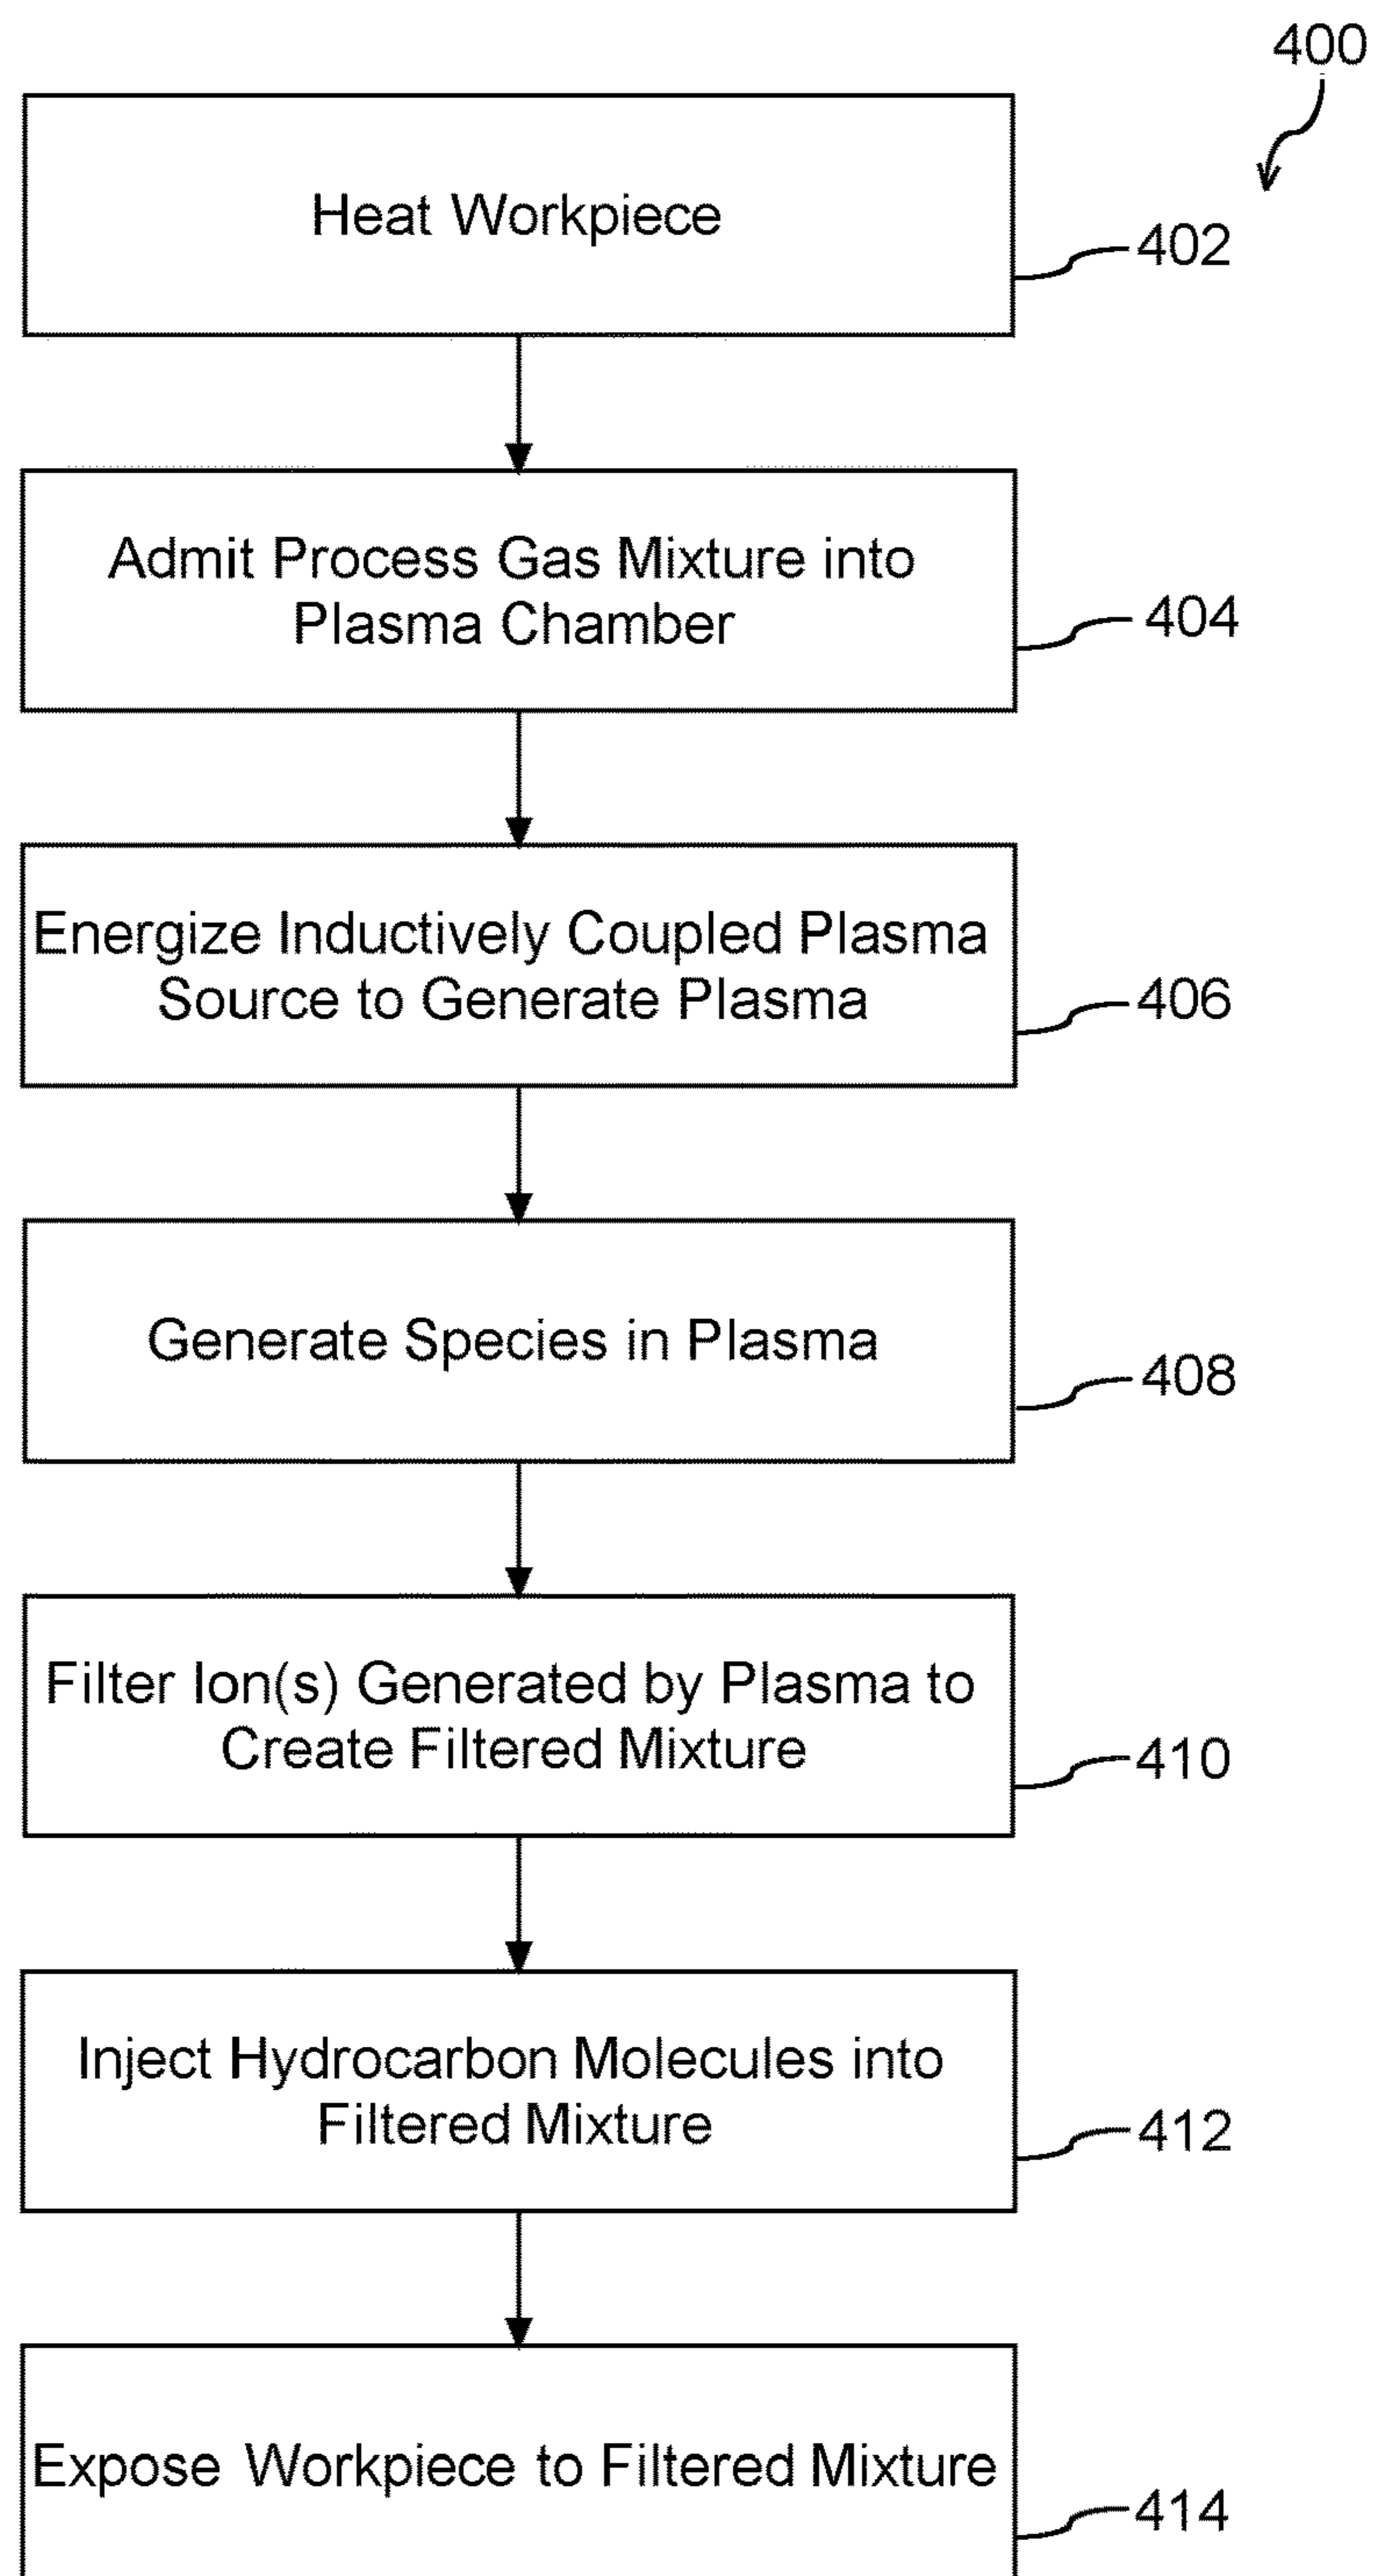 400
Heat Workpiece
402
Admit Process Gas Mixture into
Plasma Chamber
404
Energize Inductively Coupled Plasma
Source to Generate Plasma
406
Generate Species in Plasma
408
Filter Ion(s) Generated by Plasma to
Create Filtered Mixture
410
Inject Hydrocarbon Molecules into
Filtered Mixture
412
Expose Workpiece to Filtered Mixture
414